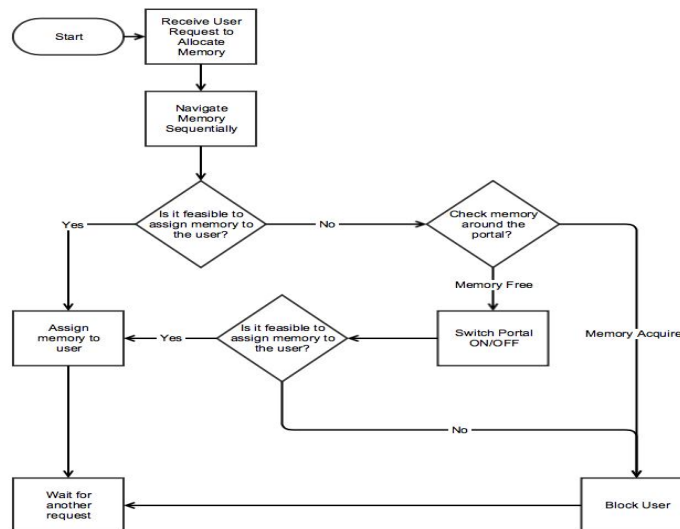 Start
Receive User
Request to
Allocate
Memory
Navigate
Memory
Sequentially
Is it feasible to
assign memory to
the user?
Yes
No
Check memory
around the
portal?
Memory Free
Memory Acquire
Assign
memory to
user
Yes
Is it feasible to
assign memory to
the user?
Switch Portal
ON/OFF
No
Wait for
another
request
Block User